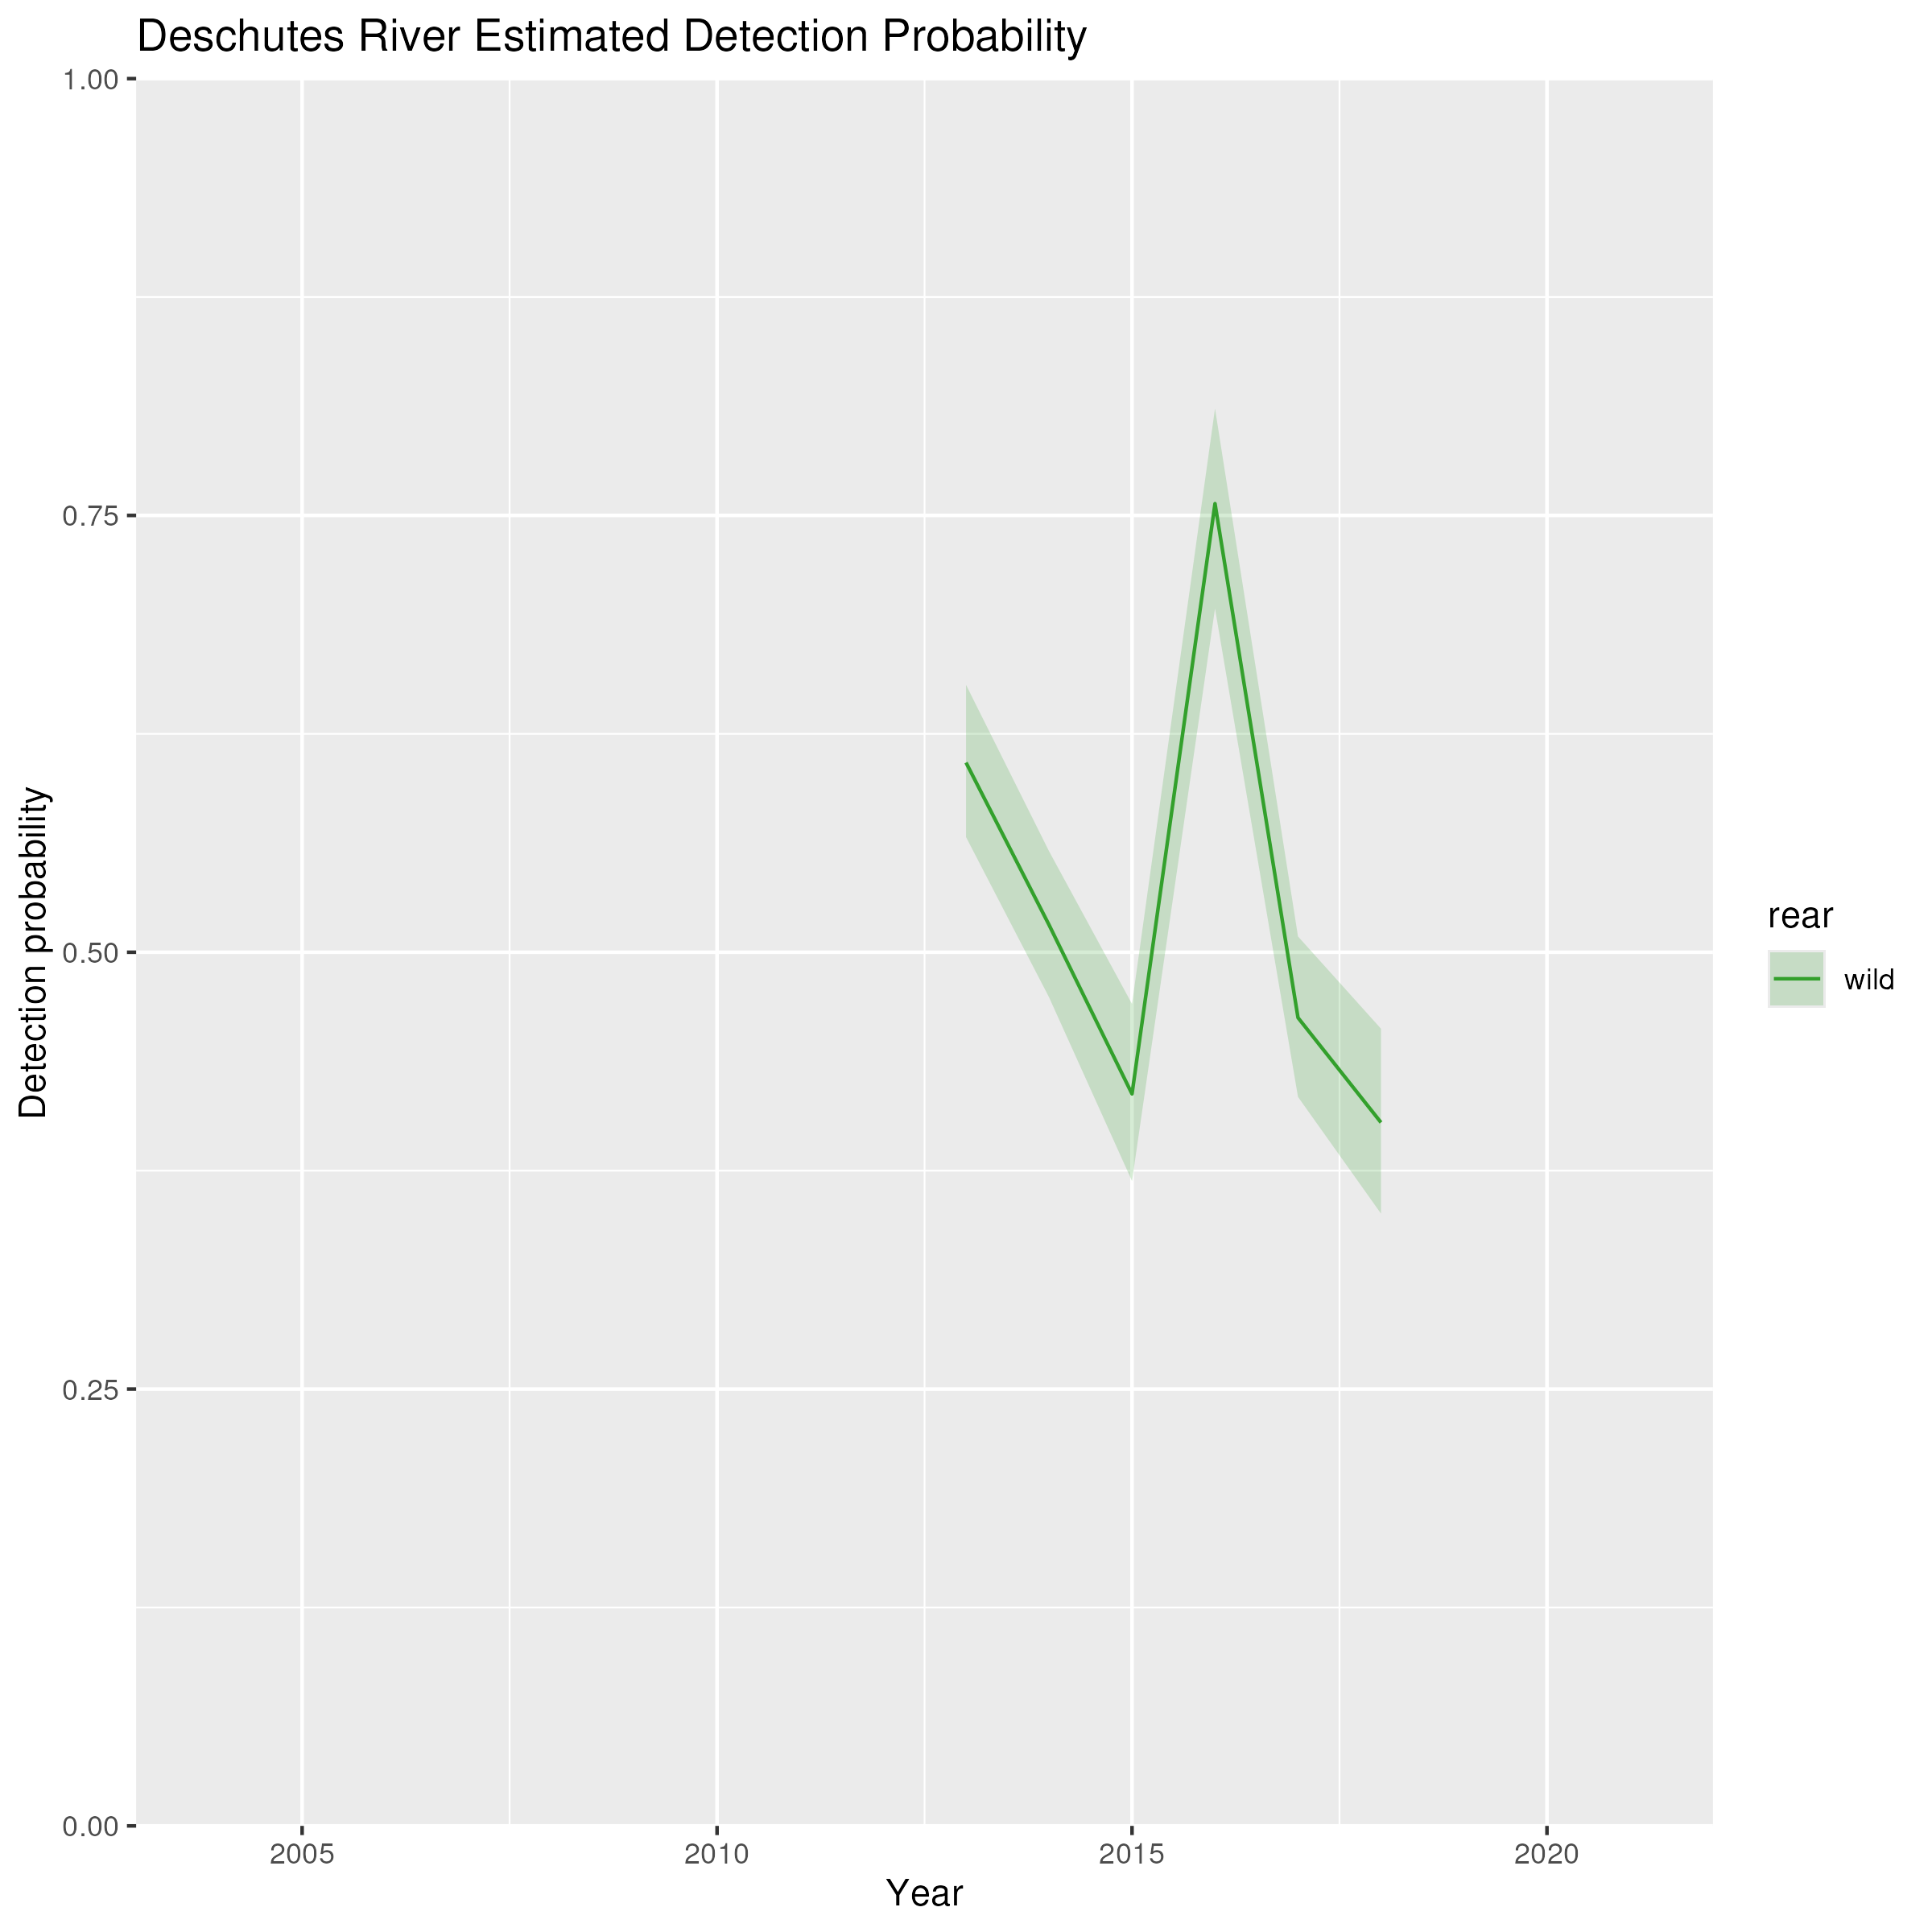 Deschutes River Estimated Detection Probability
1.00
0.75
0.50
0.25
0.00
Detection probability
2005 2010 2015 2020
Year
rear
wild